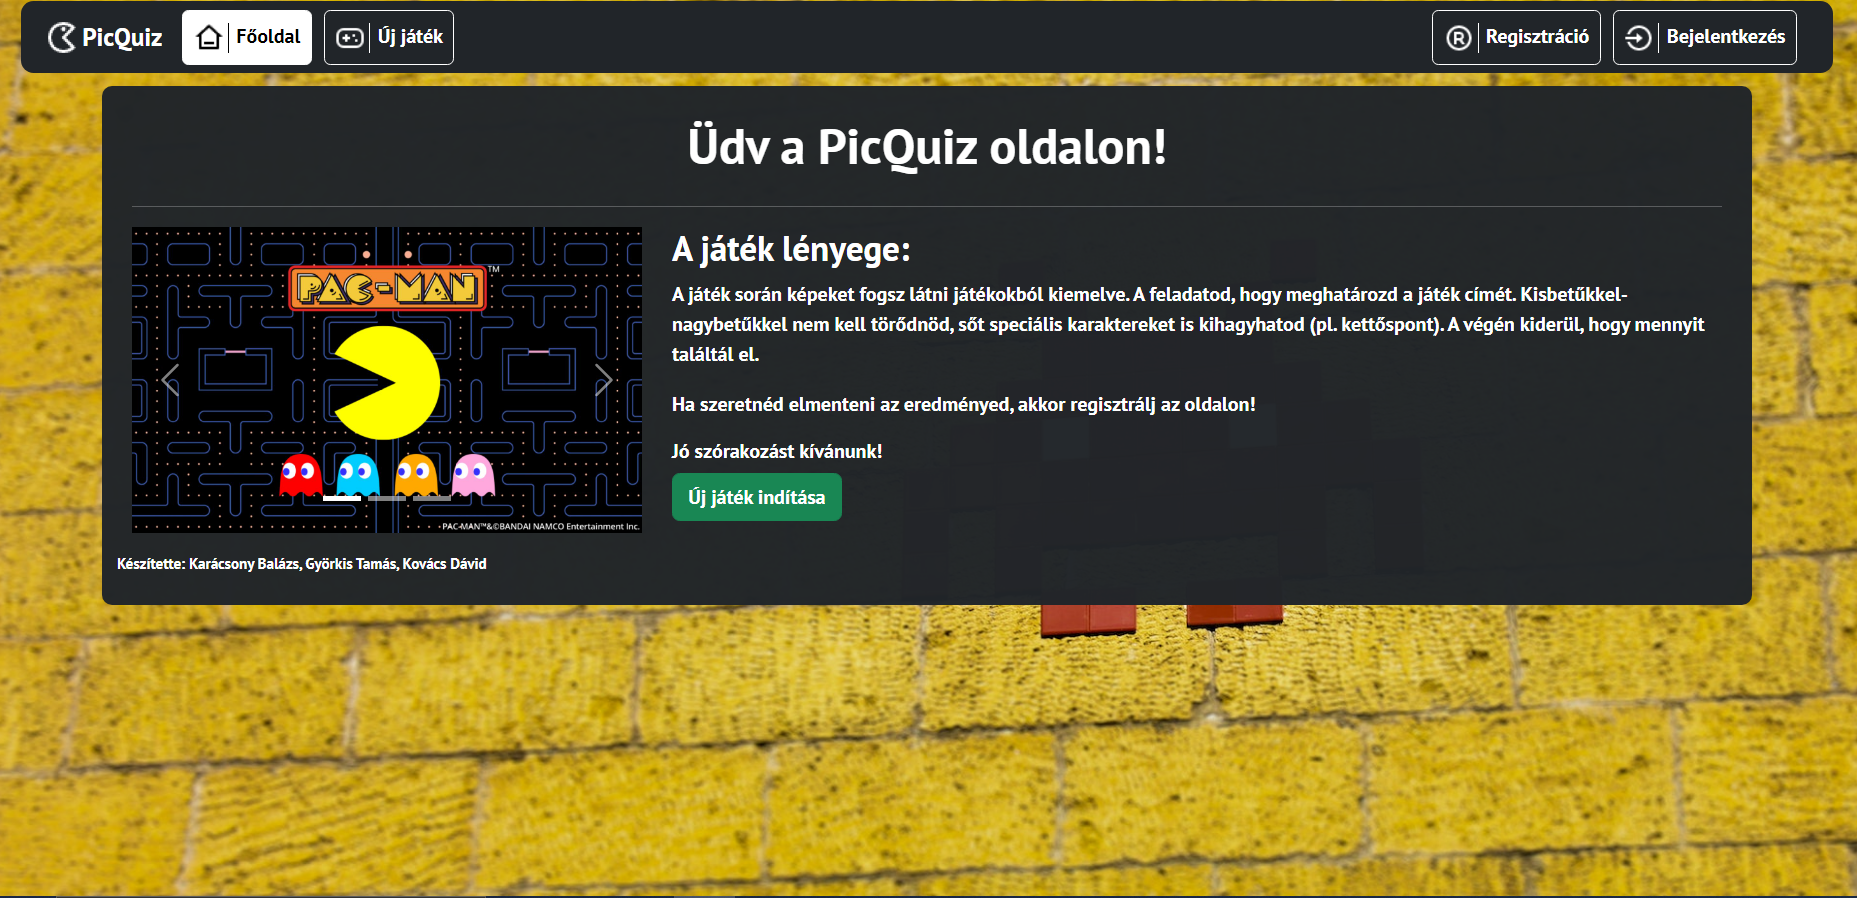 PicQuiz
Főoldal
Új játék
Regisztráció
Bejelentkezés
Üdv a PicQuiz oldalon!
PAC-MAN™
PAC-MAN™&©BANDAI NAMCO Entertainment Inc.
A játék lényege:
A játék során képeket fogsz látni játékokból kiemelve. A feladatod, hogy meghatározd a játék címét. Kisbetűkkel-
nagybetűkkel nem kell törődnöd, sőt speciális karaktereket is kihagyhatod (pl. kettőspont). A végén kiderül, hogy mennyit
találtál el.
Ha szeretnéd elmenteni az eredményed, akkor regisztrálj az oldalon!
Jó szórakozást kívánunk!
Új játék indítása
Készítette: Karácsony Balázs, Györkis Tamás, Kovács Dávid